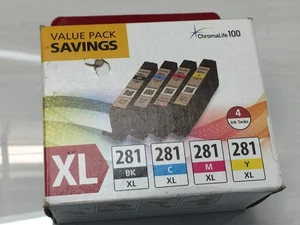 VALUE PACK
SAVINGS
ChromaLife100
4
Ink Tanks
XL
281 281 281 281
BK C M Y
XL XL XL XL